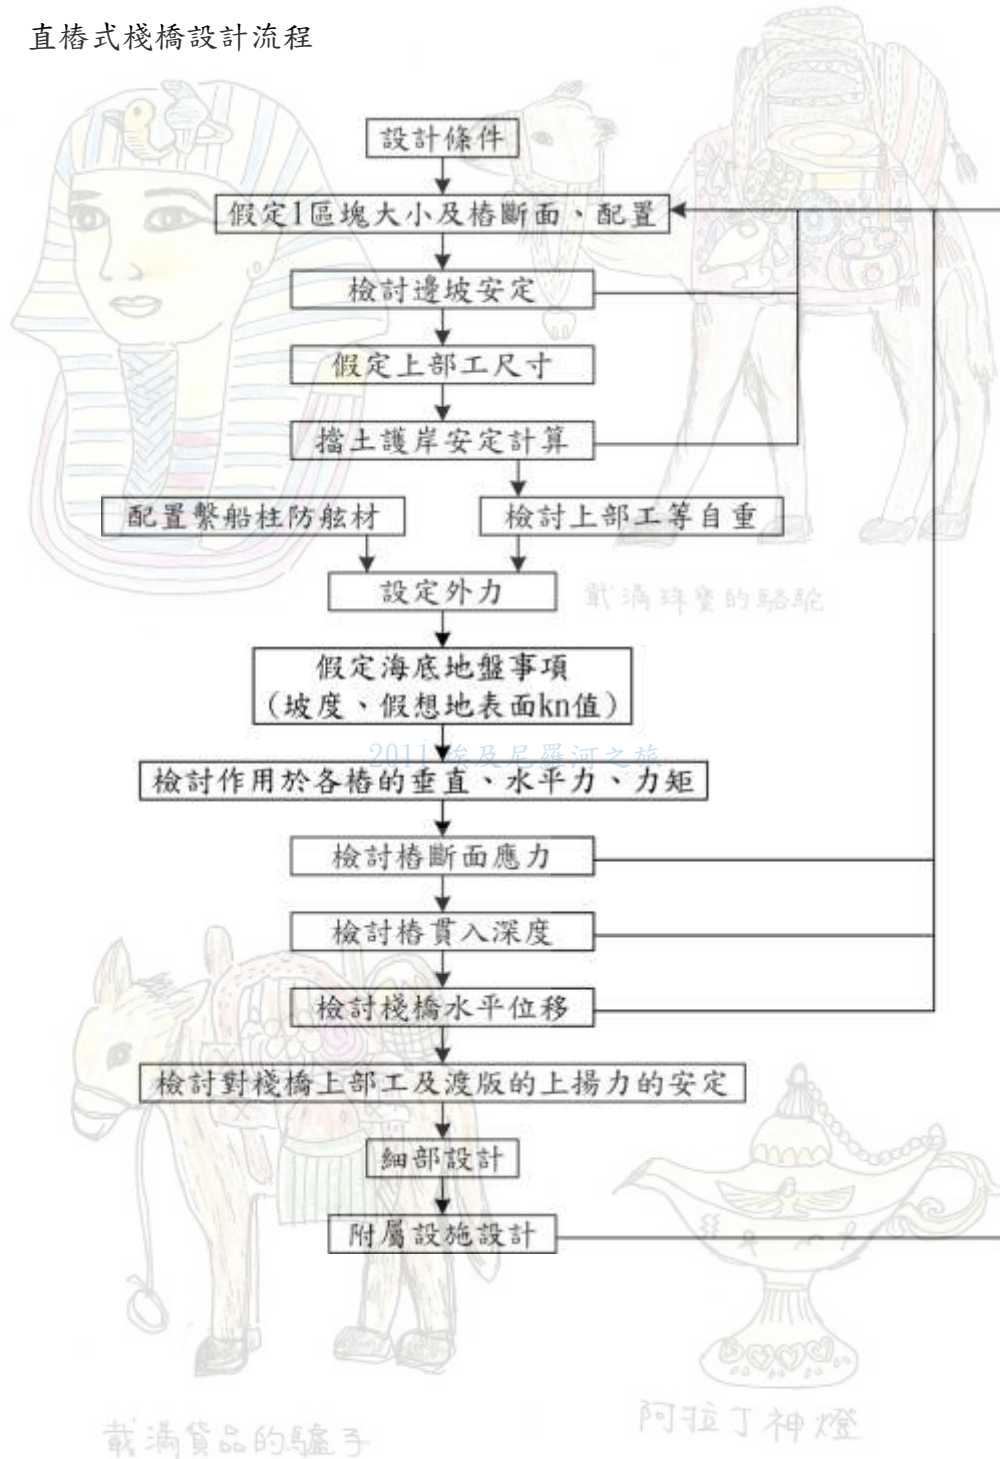 直樁式棧橋設計流程
設計條件
假定1區塊大小及樁斷面、配置
檢討邊坡安定
假定上部工尺寸
擋土護岸安定計算
配置繫船柱防舷材
檢討上部工等自重
設定外力
載滿珠寶的駱駝
假定海底地盤事項
(坡度、假想地表面kn值)
2011 埃及尼羅河之旅
檢討作用於各樁的垂直、水平力、力矩
檢討樁斷面應力
檢討樁貫入深度
檢討棧橋水平位移
檢討對棧橋上部工及渡版的上揚力的安定
細部設計
附屬設施設計
阿拉丁神燈
載滿貨品的驢子